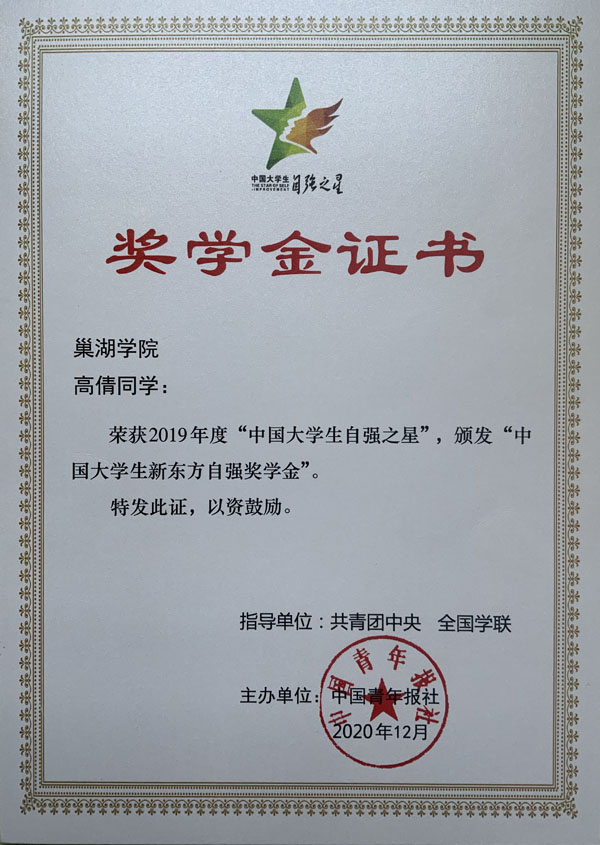 中国大学生
THE STAR OF SELF
-IMPROVEMENT
自强之星
奖学金证书
巢湖学院
高倩同学：
荣获2019年度“中国大学生自强之星”，颁发“中
国大学生新东方自强奖学金”。
特发此证，以资鼓励。
指导单位：共青团中央 全国学联
主办单位：中国青年报社
2020年12月
中国青年报社